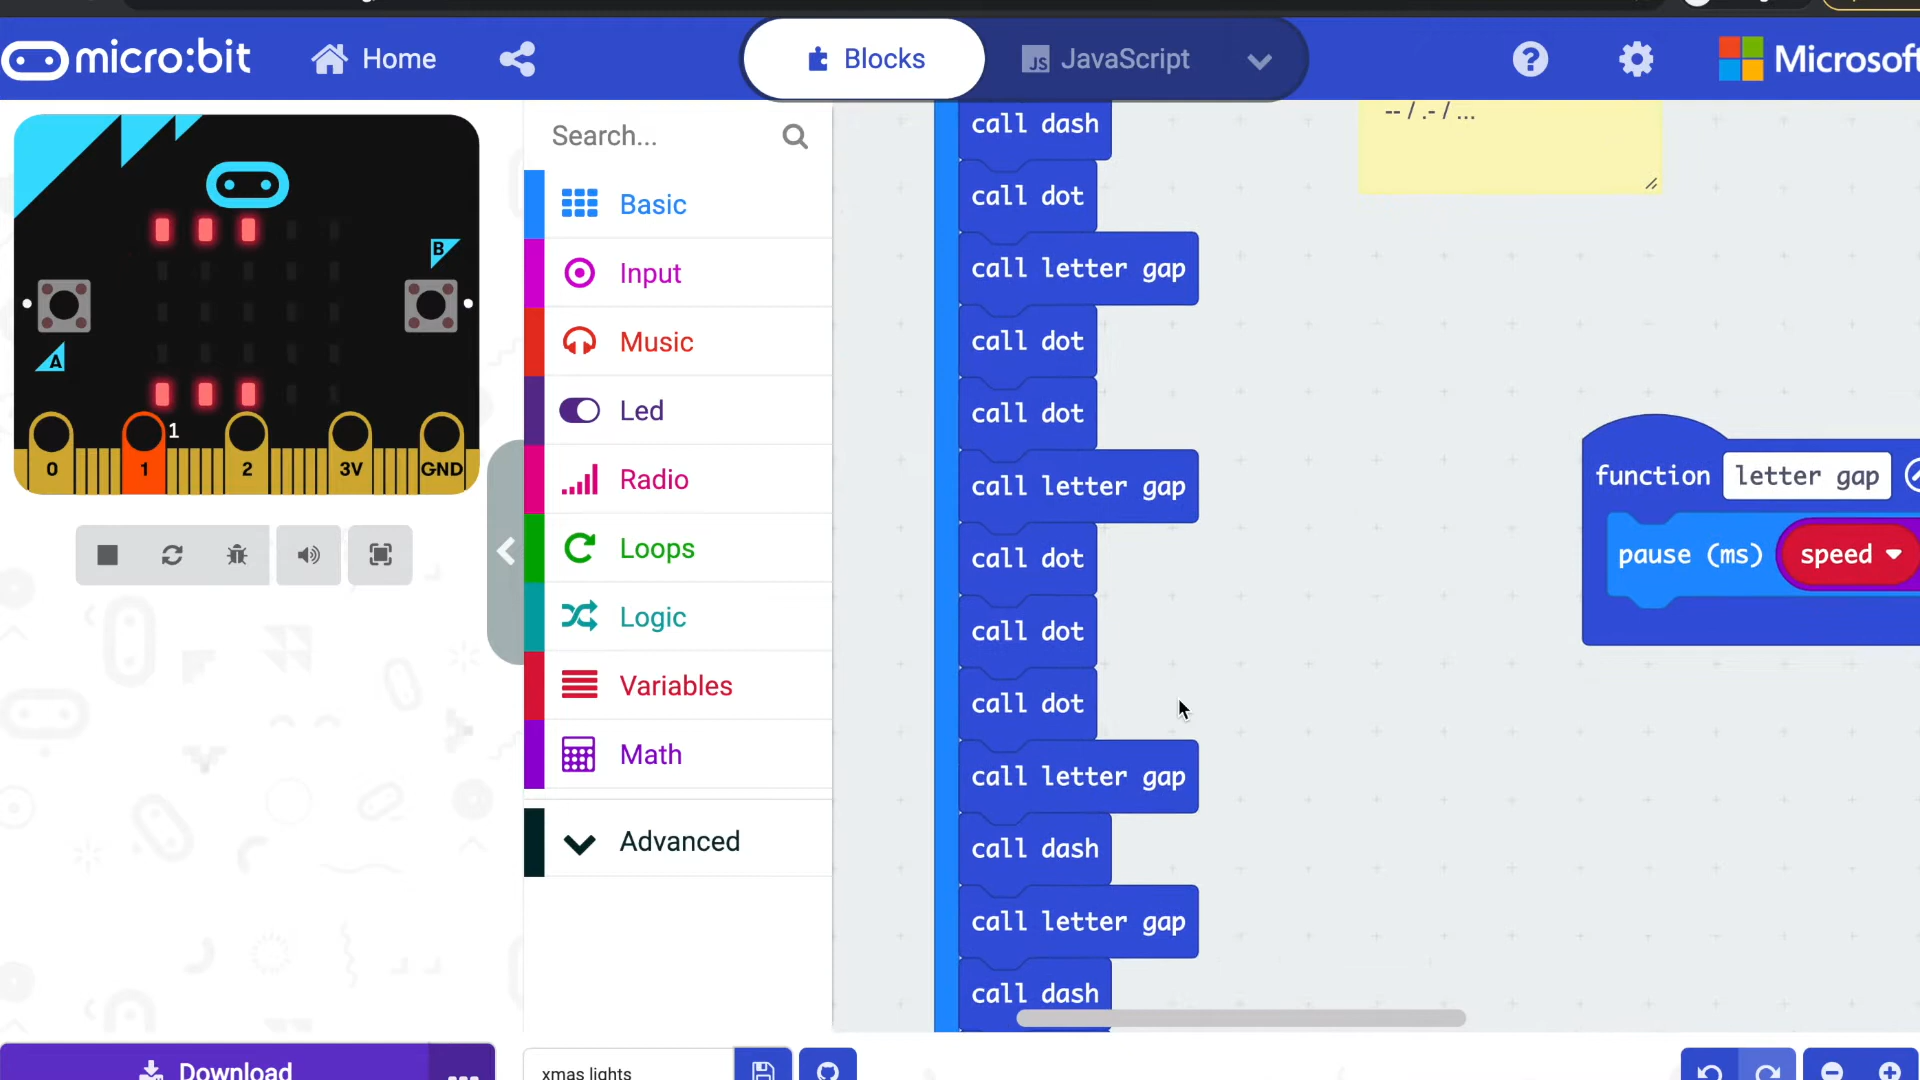 micro:bit
Home
Blocks
JS JavaScript
Microsoft
B
A
1
0
1
2
3V
GND
Download
Search...
Basic
Input
Music
Led
Radio
Loops
Logic
Variables
Math
Advanced
xmas lights
call dash
call dot
call letter gap
call dot
call dot
call letter gap
call dot
call dot
call dot
call letter gap
call dash
call letter gap
call dash
-- / .- / ...
function letter gap
pause (ms) speed